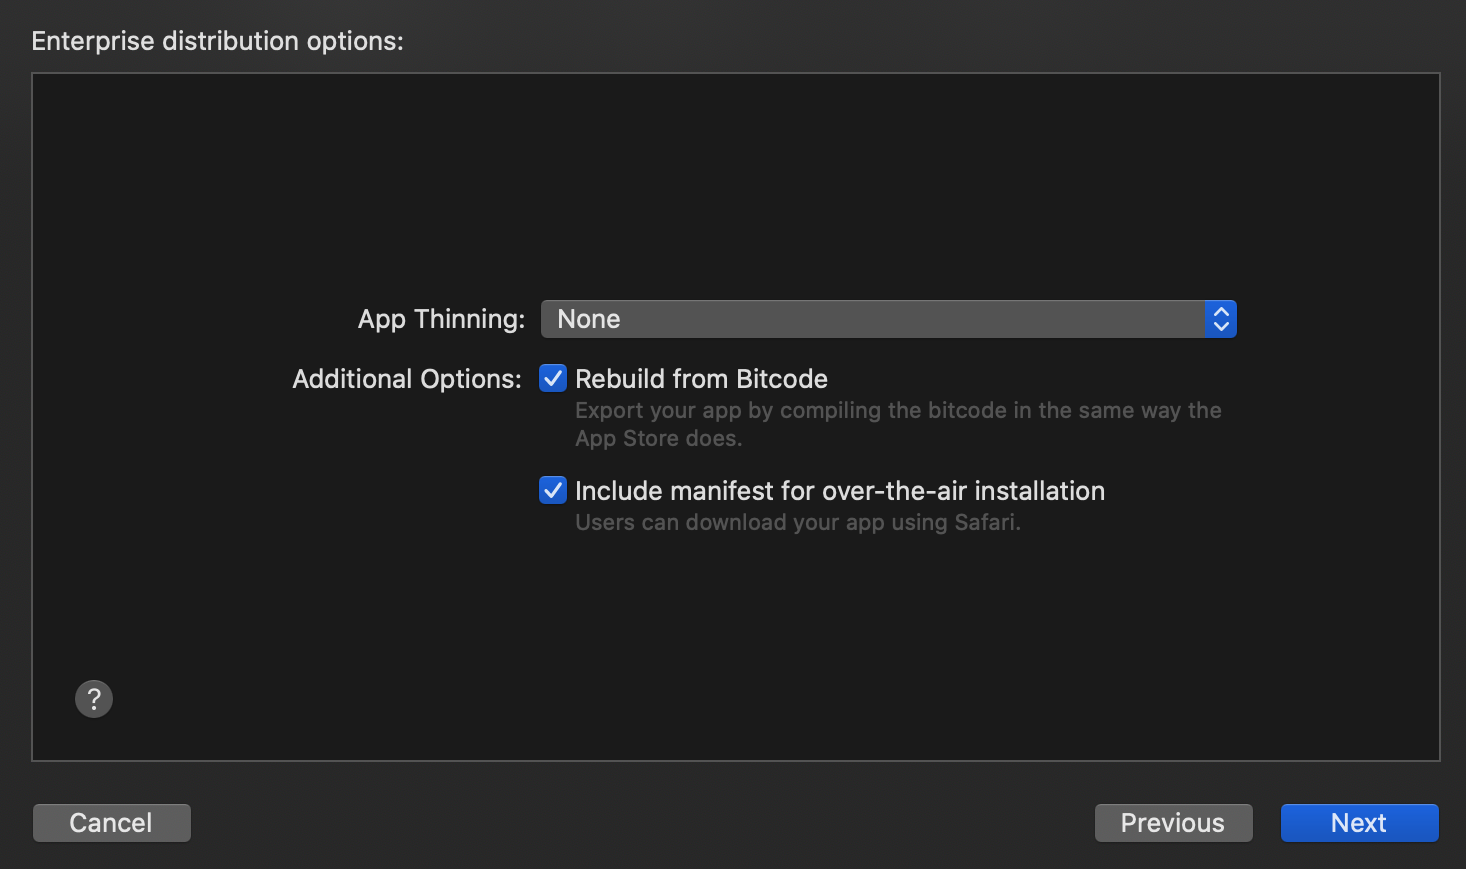 Enterprise distribution options:
App Thinning: None
Additional Options: Rebuild from Bitcode
Export your app by compiling the bitcode in the same way the
App Store does.
Include manifest for over-the-air installation
Users can download your app using Safari.
?
Cancel Previous Next